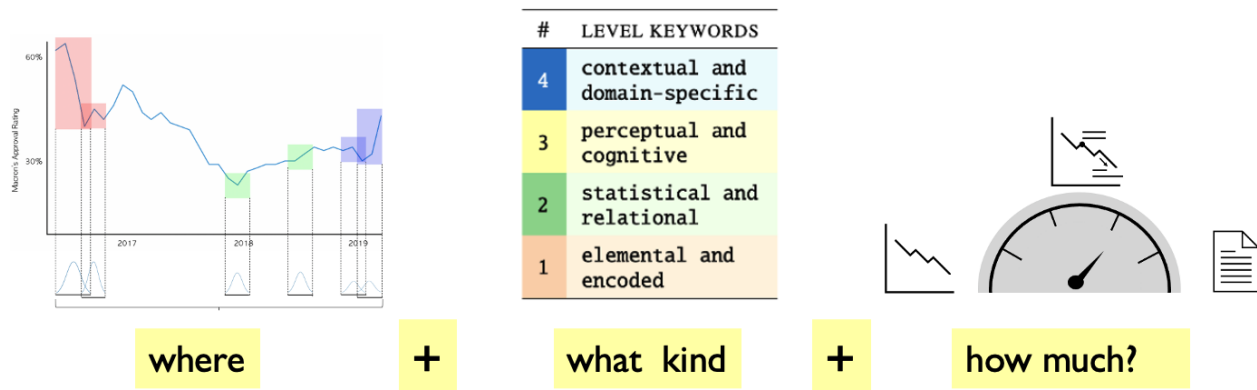 60%
30%
Macron's Approval Rating
2017
2018
2019
# LEVEL KEYWORDS
4 contextual and
domain-specific
3 perceptual and
cognitive
2 statistical and
relational
1 elemental and
encoded
where + what kind + how much?